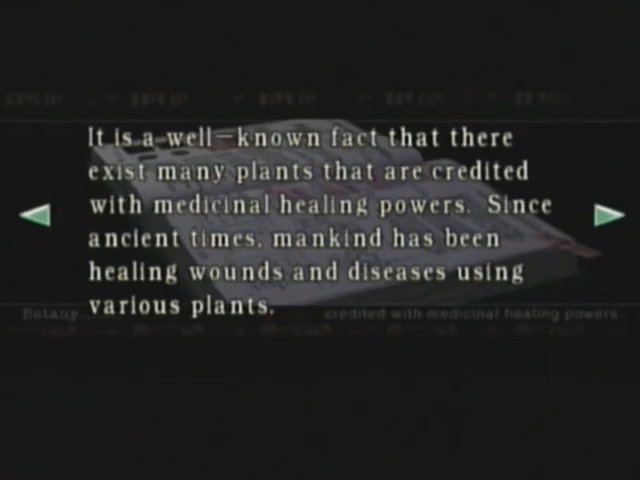 It is a well-known fact that there
exist many plants that are credited
with medicinal healing powers. Since
ancient times, mankind has been
healing wounds and diseases using
various plants.
Botany...
credited with medicinal healing powers.